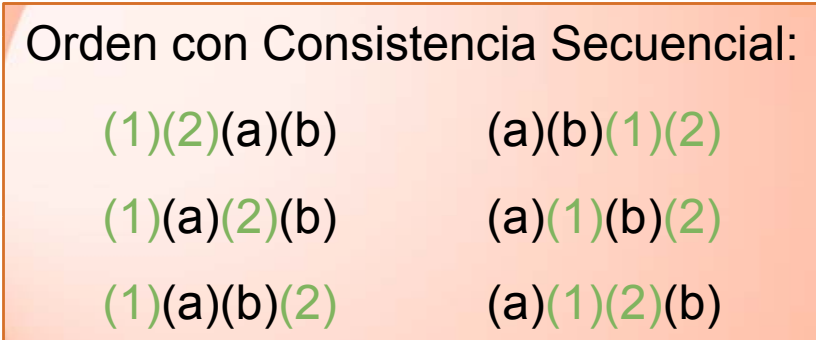 Orden con Consistencia Secuencial:
(1)(2)(a)(b) (a)(b)(1)(2)
(1)(a)(2)(b) (a)(1)(b)(2)
(1)(a)(b)(2) (a)(1)(2)(b)